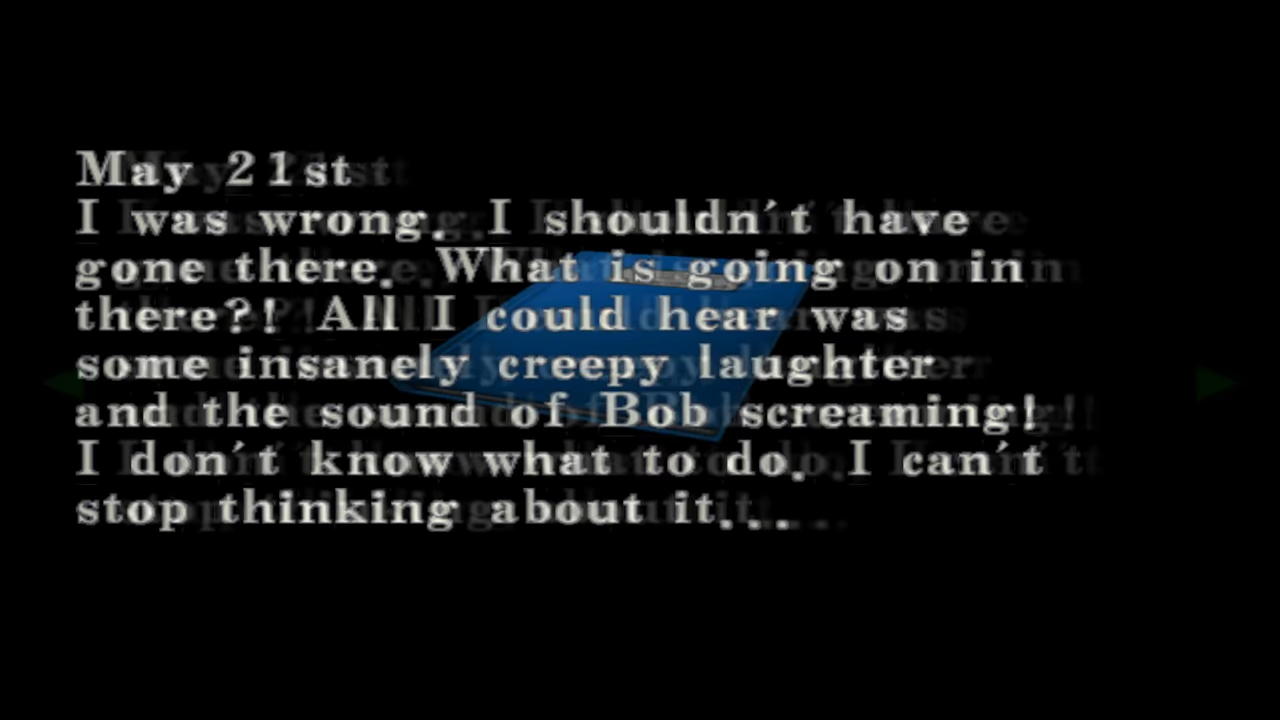 May 21st
I was wrong. I shouldn´t have
gone there. What is going on in
there?! All I could hear was
some insanely creepy laughter
and the sound of Bob screaming!
I don´t know what to do. I can´t
stop thinking about it...